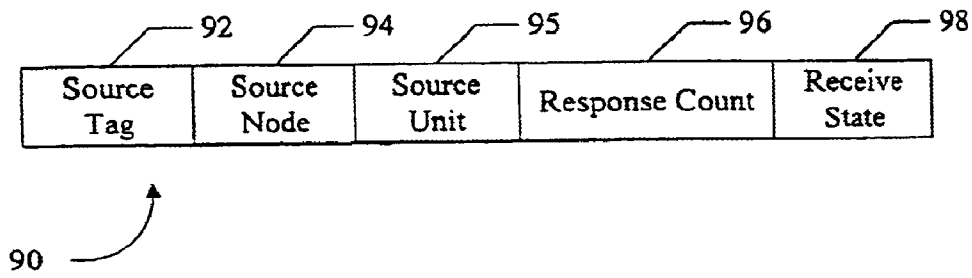 92 94 95 96 98
Source Tag
Source Node
Source Unit
Response Count
Receive State
90